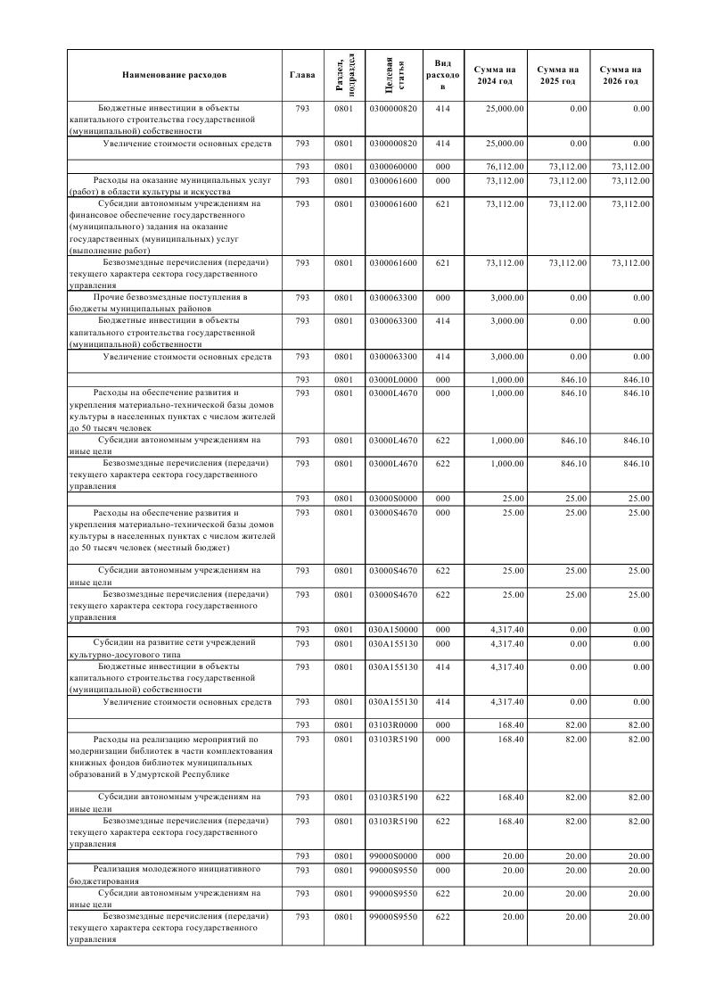 Наименование расходов Глава Раздел, подраздел Целевая статья Вид расходо в Сумма на 2024 год Сумма на 2025 год Сумма на 2026 год
Бюджетные инвестиции в объекты 793 0801 0300000820 414 25,000.00 0.00 0.00
капитального строительства государственной
(муниципальной) собственности
Увеличение стоимости основных средств 793 0801 0300000820 414 25,000.00 0.00 0.00
793 0801 0300060000 000 76,112.00 73,112.00 73,112.00
Расходы на оказание муниципальных услуг 793 0801 0300061600 000 73,112.00 73,112.00 73,112.00
(работ) в области культуры и искусства
Субсидии автономным учреждениям на 793 0801 0300061600 621 73,112.00 73,112.00 73,112.00
финансовое обеспечение государственного
(муниципального) задания на оказание
государственных (муниципальных) услуг
(выполнение работ)
Безвозмездные перечисления (передачи) 793 0801 0300061600 621 73,112.00 73,112.00 73,112.00
текущего характера сектора государственного
управления
Прочие безвозмездные поступления в 793 0801 0300063300 000 3,000.00 0.00 0.00
бюджеты муниципальных районов
Бюджетные инвестиции в объекты 793 0801 0300063300 414 3,000.00 0.00 0.00
капитального строительства государственной
(муниципальной) собственности
Увеличение стоимости основных средств 793 0801 0300063300 414 3,000.00 0.00 0.00
793 0801 03000L0000 000 1,000.00 846.10 846.10
Расходы на обеспечение развития и 793 0801 03000L4670 000 1,000.00 846.10 846.10
укрепления материально-технической базы домов
культуры в населенных пунктах с числом жителей
до 50 тысяч человек
Субсидии автономным учреждениям на 793 0801 03000L4670 622 1,000.00 846.10 846.10
иные цели
Безвозмездные перечисления (передачи) 793 0801 03000L4670 622 1,000.00 846.10 846.10
текущего характера сектора государственного
управления
793 0801 03000S0000 000 25.00 25.00 25.00
Расходы на обеспечение развития и 793 0801 03000S4670 000 25.00 25.00 25.00
укрепления материально-технической базы домов
культуры в населенных пунктах с числом жителей
до 50 тысяч человек (местный бюджет)
Субсидии автономным учреждениям на 793 0801 03000S4670 622 25.00 25.00 25.00
иные цели
Безвозмездные перечисления (передачи) 793 0801 03000S4670 622 25.00 25.00 25.00
текущего характера сектора государственного
управления
793 0801 030A150000 000 4,317.40 0.00 0.00
Субсидии на развитие сети учреждений 793 0801 030A155130 000 4,317.40 0.00 0.00
культурно-досугового типа
Бюджетные инвестиции в объекты 793 0801 030A155130 414 4,317.40 0.00 0.00
капитального строительства государственной
(муниципальной) собственности
Увеличение стоимости основных средств 793 0801 030A155130 414 4,317.40 0.00 0.00
793 0801 03103R0000 000 168.40 82.00 82.00
Расходы на реализацию мероприятий по 793 0801 03103R5190 000 168.40 82.00 82.00
модернизации библиотек в части комплектования
книжных фондов библиотек муниципальных
образований в Удмуртской Республике
Субсидии автономным учреждениям на 793 0801 03103R5190 622 168.40 82.00 82.00
иные цели
Безвозмездные перечисления (передачи) 793 0801 03103R5190 622 168.40 82.00 82.00
текущего характера сектора государственного
управления
793 0801 99000S0000 000 20.00 20.00 20.00
Реализация молодежного инициативного 793 0801 99000S9550 000 20.00 20.00 20.00
бюджетирования
Субсидии автономным учреждениям на 793 0801 99000S9550 622 20.00 20.00 20.00
иные цели
Безвозмездные перечисления (передачи) 793 0801 99000S9550 622 20.00 20.00 20.00
текущего характера сектора государственного
управления